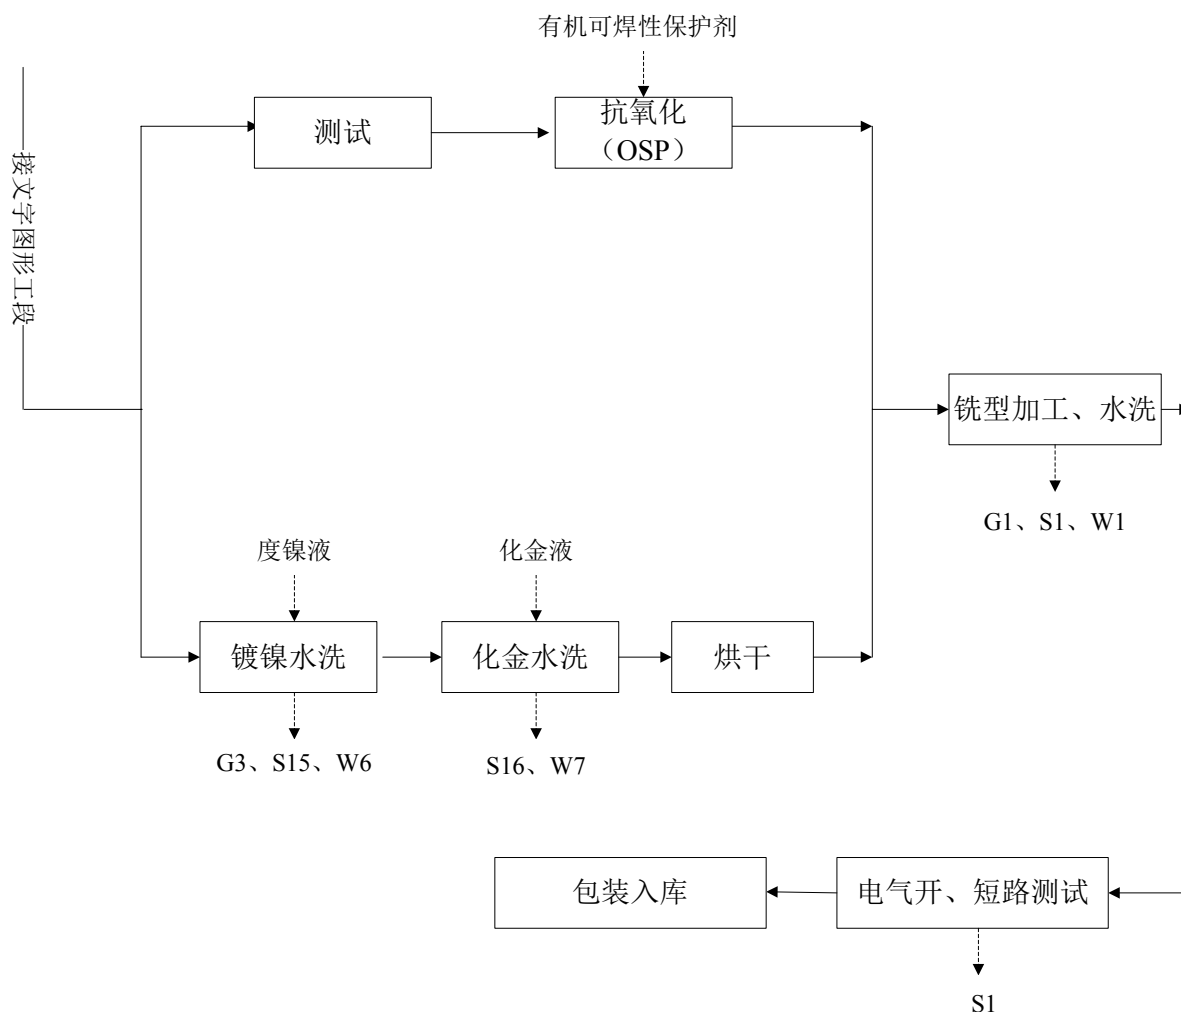 有机可焊性保护剂
测试
抗氧化
（OSP）
接文字图形工段
铣型加工、水洗
G1、S1、W1
度镍液
化金液
镀镍水洗
化金水洗
烘干
G3、S15、W6
S16、W7
包装入库
电气开、短路测试
S1